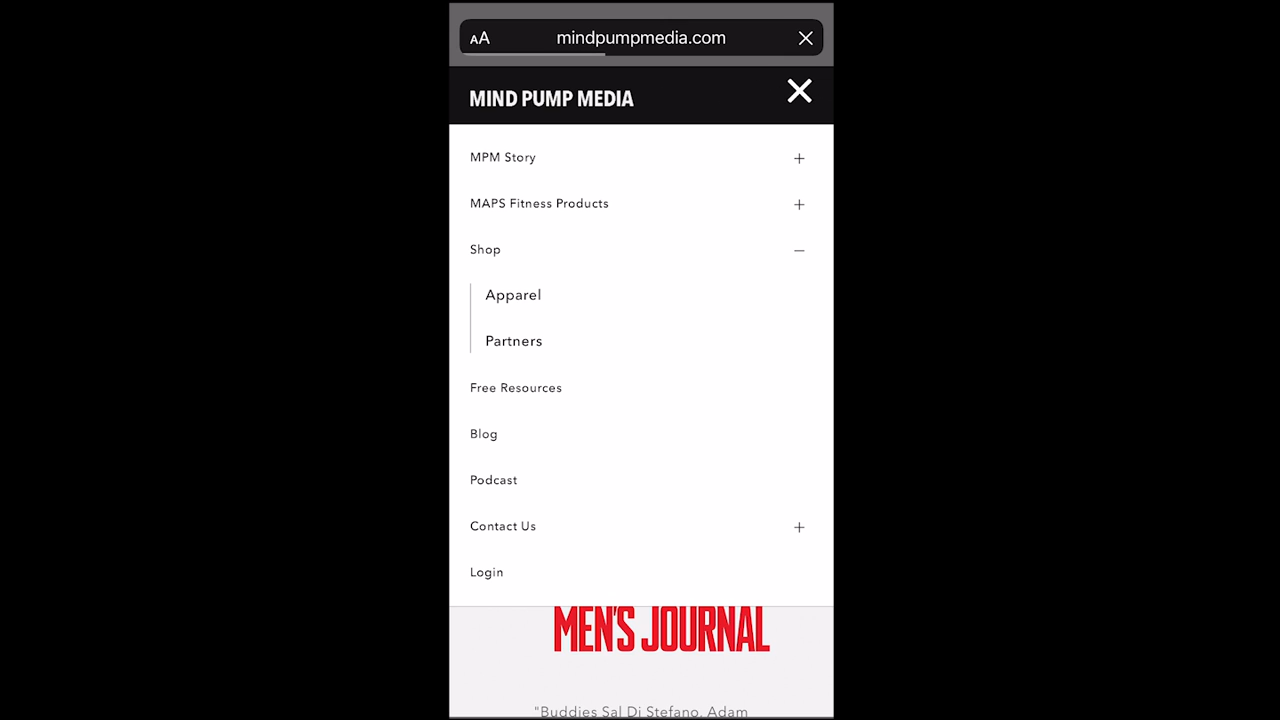 AA mindpumpmedia.com
MIND PUMP MEDIA
MPM Story
MAPS Fitness Products
Shop
Apparel
Partners
Free Resources
Blog
Podcast
Contact Us
Login
MEN'S JOURNAL
"Buddies Sal Di Stefano, Adam